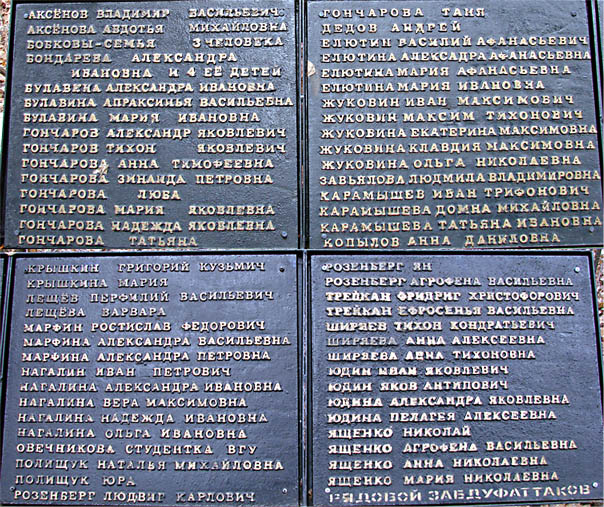 АКСЁНОВ ВЛАДИМИР ВАСИЛЬЕВИЧ
АКСЁНОВА АВДОТЬЯ МИХАЙЛОВНА
БОБКОВЫ-СЕМЬЯ 3 ЧЕЛОВЕКА
БОНДАРЕВА АЛЕКСАНДРА
ИВАНОВНА И 4 ЕЁ ДЕТЕЙ
БУЛАВИНА АЛЕКСАНДРА ИВАНОВНА
БУЛАВИНА АПРАКСИНЬЯ ВАСИЛЬЕВНА
БУЛАВИНА МАРИЯ ИВАНОВНА
ГОНЧАРОВ АЛЕКСАНДР ЯКОВЛЕВИЧ
ГОНЧАРОВ ТИХОН ЯКОВЛЕВИЧ
ГОНЧАРОВА АННА ТИМОФЕЕВНА
ГОНЧАРОВА ЗИНАИДА ПЕТРОВНА
ГОНЧАРОВА ЛЮБА
ГОНЧАРОВА МАРИЯ ЯКОВЛЕВНА
ГОНЧАРОВА НАДЕЖДА ЯКОВЛЕВНА
ГОНЧАРОВА ТАТЬЯНА
ГОНЧАРОВА ТАНЯ
ДЕДОВ АНДРЕЙ
ЕЛЮТИН ВАСИЛИЙ АФАНАСЬЕВИЧ
ЕЛЮТИНА АЛЕКСАДРА АФАНАСЬЕВНА
ЕЛЮТИНА МАРИЯ АФАНАСЬЕВНА
ЕЛЮТИНА МАРИЯ ИВАНОВНА
ЖУКОВИН ИВАН МАКСИМОВИЧ
ЖУКОВИН МАКСИМ ТИХОНОВИЧ
ЖУКОВИНА ЕКАТЕРИНА МАКСИМОВНА
ЖУКОВИНА КЛАВДИЯ МАКСИМОВНА
ЖУКОВИНА ОЛЬГА НИКОЛАЕВНА
ЗАВЬЯЛОВА ЛЮДМИЛА ВЛАДИМИРОВНА
КАРАМЫШЕВ ИВАН ТРИФОНОВИЧ
КАРАМЫШЕВА ДОМНА МИХАЙЛОВНА
КАРАМЫШЕВА ТАТЬЯНА ИВАНОВНА
КОПЫЛОВ АННА ДАНИЛОВНА
КРЫШКИН ГРИГОРИЙ КУЗЬМИЧ
КРЫШКИНА МАРИЯ
ЛЕЩЁВ ПЕРФИЛИЙ ВАСИЛЬЕВИЧ
ЛЕЩЁВА ВАРВАРА
МАРФИН РОСТИСЛАВ ФЁДОРОВИЧ
МАРФИНА АЛЕКСАНДРА ВАСИЛЬЕВНА
МАРФИНА АЛЕКСАНДРА ПЕТРОВНА
НАГАЛИН ИВАН ПЕТРОВИЧ
НАГАЛИНА АЛЕКСАНДРА ИВАНОВНА
НАГАЛИНА ВЕРА МАКСИМОВНА
НАГАЛИНА НАДЕЖДА ИВАНОВНА
НАГАЛИНА ОЛЬГА ИВАНОВНА
ОВЕЧНИКОВА СТУДЕНТКА ВГУ
ПОЛИЩУК НАТАЛЬЯ МИХАЙЛОВНА
ПОЛИЩУК ЮРА
РОЗЕНБЕРГ ЛЮДВИГ КАРЛОВИЧ
РОЗЕНБЕРГ ЯН
РОЗЕНБЕРГ АГРОФЕНА ВАСИЛЬЕВНА
ТРЕЙКАН ФРИДРИГ ХРИСТОФОРОВИЧ
ТРЕЙКАН ЕФРОСЕНЬЯ ВАСИЛЬЕВНА
ШИРЯЕВ ТИХОН КОНДРАТЬЕВИЧ
ШИРЯЕВА АННА АЛЕКСЕЕВНА
ШИРЯЕВА ТИХОНОВНА
ЮДИН ИВАН ЯКОВЛЕВИЧ
ЮДИН ЯКОВ АНТИПОВИЧ
ЮДИНА АЛЕКСАНДРА ЯКОВЛЕВНА
ЮДИНА ПЕЛАГЕЯ АЛЕКСЕЕВНА
ЯЩЕНКО НИКОЛАЙ
ЯЩЕНКО АГРОФЕНА ВАСИЛЬЕВНА
ЯЩЕНКО АННА НИКОЛАЕВНА
ЯЩЕНКО МАРИЯ НИКОЛАЕВНА
РЯДОВОЙ ЗАБДУФАТТАКОВ